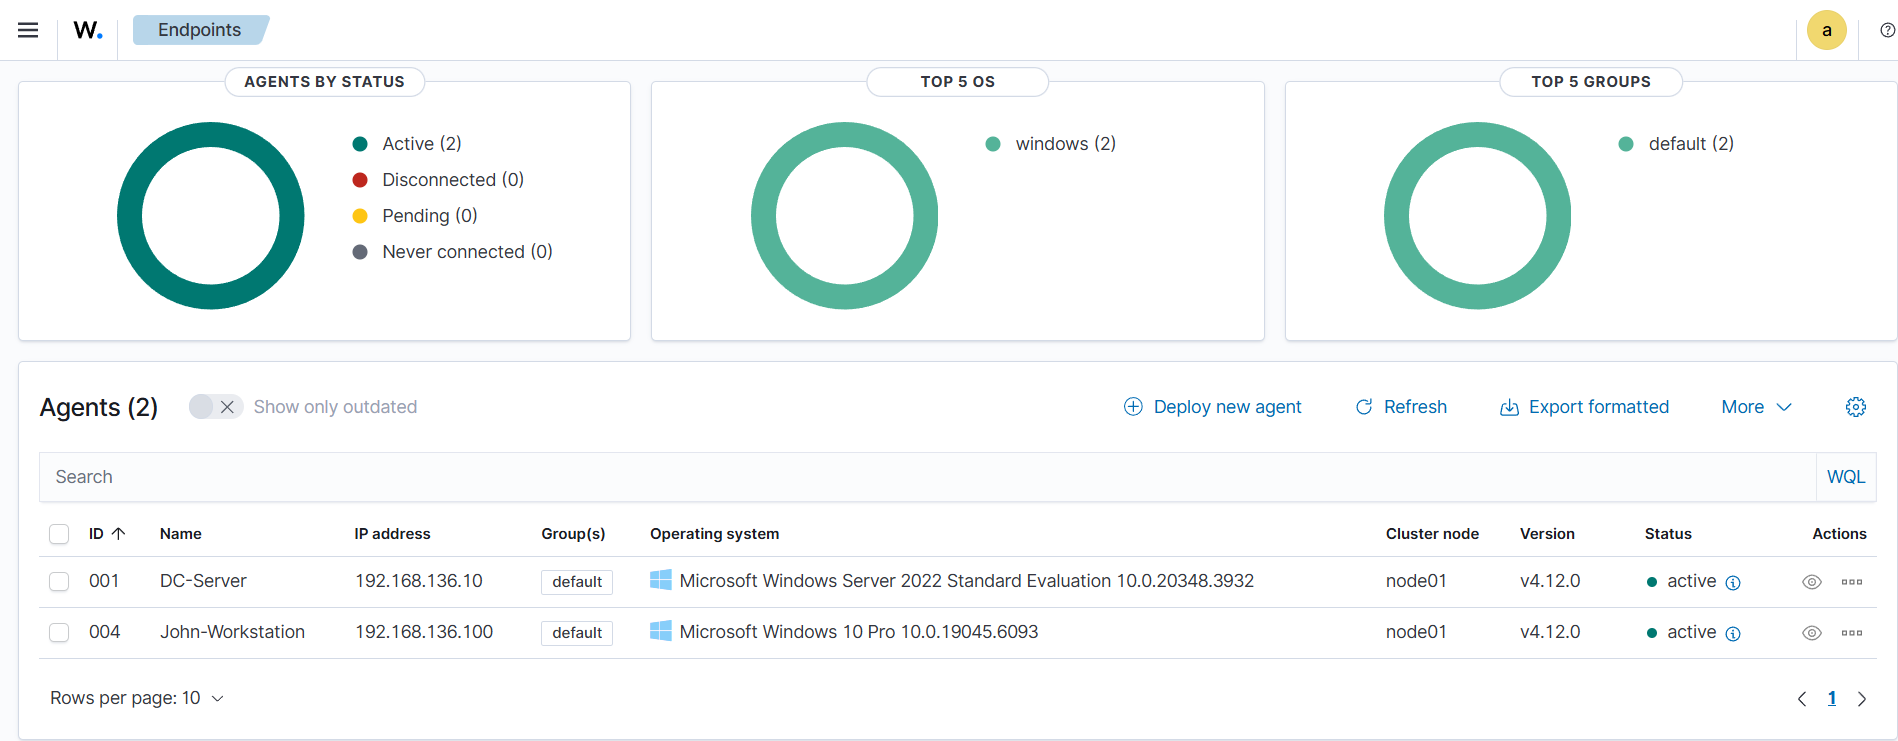 W. Endpoints a
AGENTS BY STATUS
Active (2)
Disconnected (0)
Pending (0)
Never connected (0)
TOP 5 OS
windows (2)
TOP 5 GROUPS
default (2)
Agents (2) Show only outdated Deploy new agent Refresh Export formatted More
Search WQL
ID Name IP address Group(s) Operating system Cluster node Version Status Actions
001 DC-Server 192.168.136.10 default Microsoft Windows Server 2022 Standard Evaluation 10.0.20348.3932 node01 v4.12.0 active
004 John-Workstation 192.168.136.100 default Microsoft Windows 10 Pro 10.0.19045.6093 node01 v4.12.0 active
Rows per page: 10 1